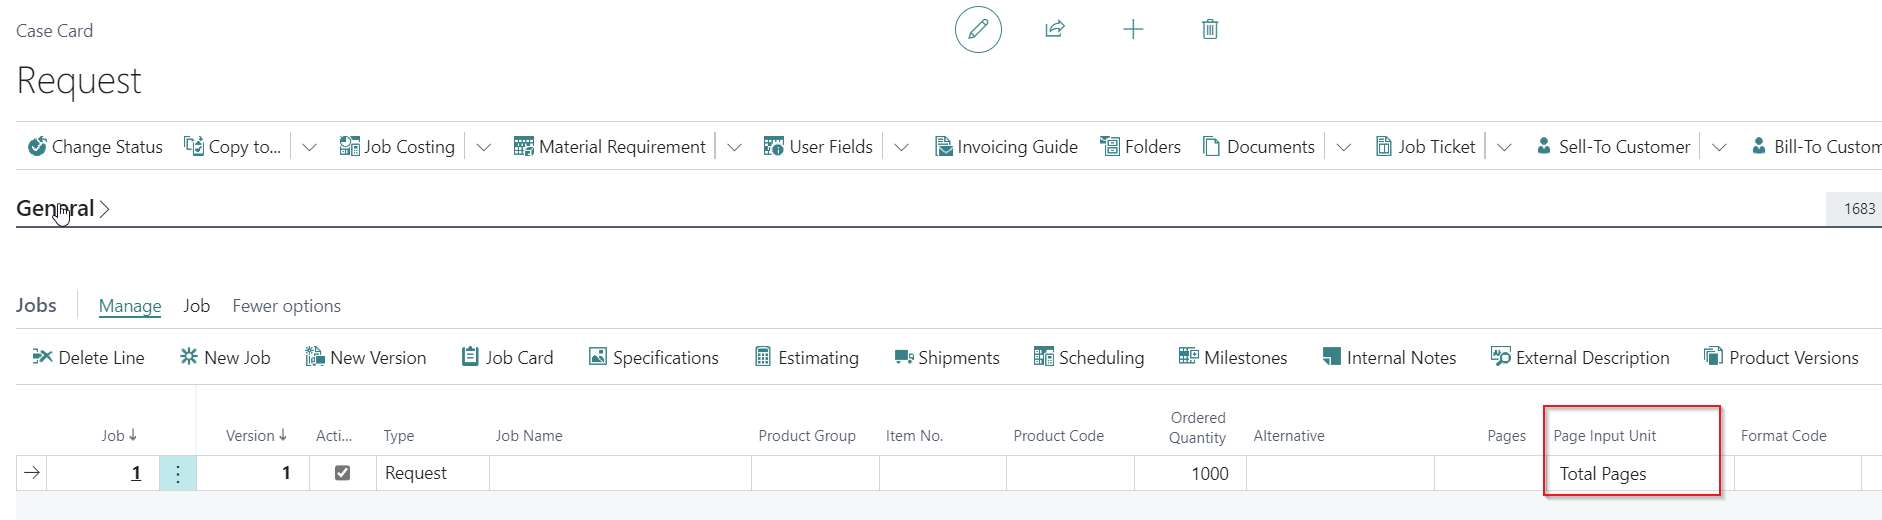 Case Card
Request
Change Status Copy to... Job Costing Material Requirement User Fields Invoicing Guide Folders Documents Job Ticket Sell-To Customer Bill-To Custom
General
1683
Jobs Manage Job Fewer options
Delete Line New Job New Version Job Card Specifications Estimating Shipments Scheduling Milestones Internal Notes External Description Product Versions
Job ↓ Version ↓ Acti... Type Job Name Product Group Item No. Product Code Ordered Quantity Alternative Pages Page Input Unit Format Code
1 1 Request 1000 Total Pages